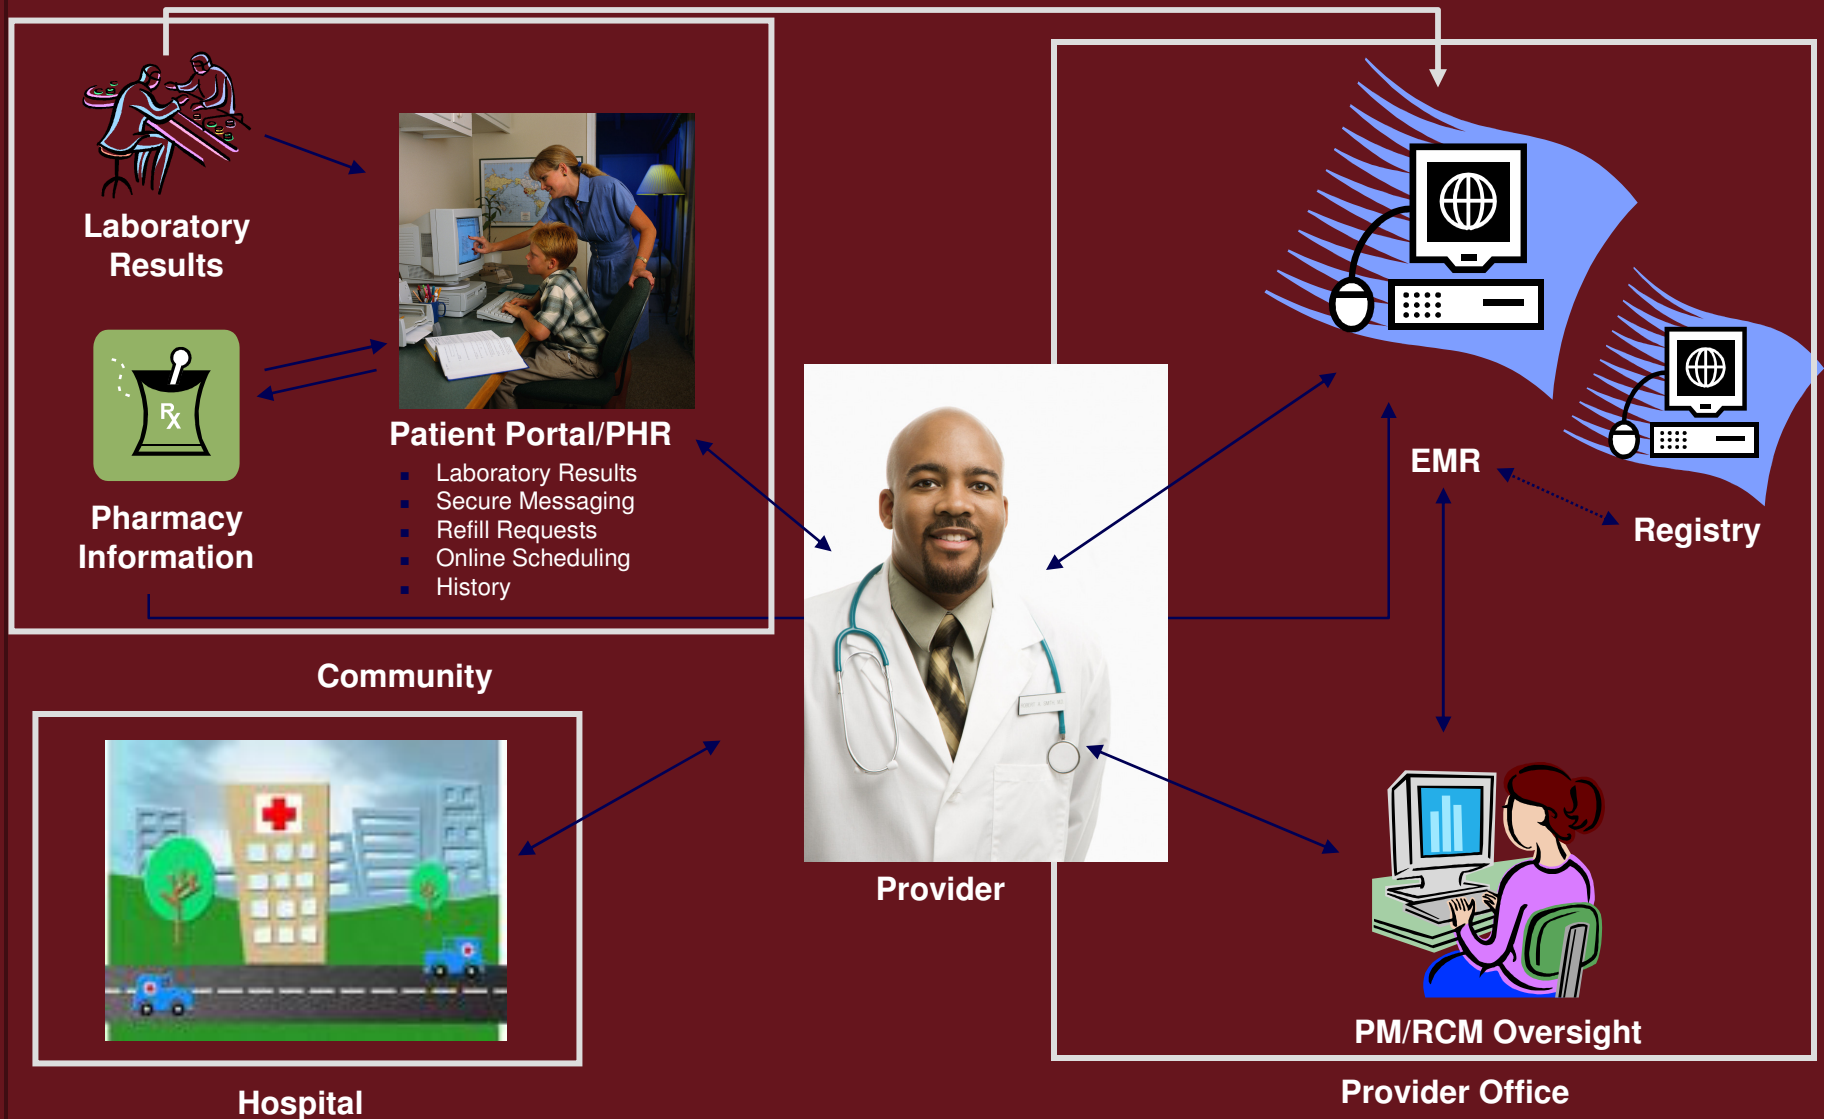 Laboratory
Results
Rx
Pharmacy
Information
Patient Portal/PHR
Laboratory Results
Secure Messaging
Refill Requests
Online Scheduling
History
Community
Hospital
Provider
EMR
Registry
PM/RCM Oversight
Provider Office